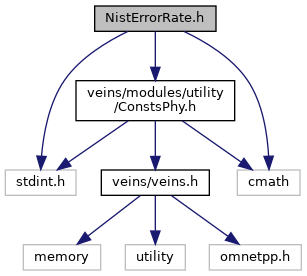 NistErrorRate.h
veins/modules/utility
/ConstsPhy.h
stdint.h
veins/veins.h
cmath
memory
utility
omnetpp.h